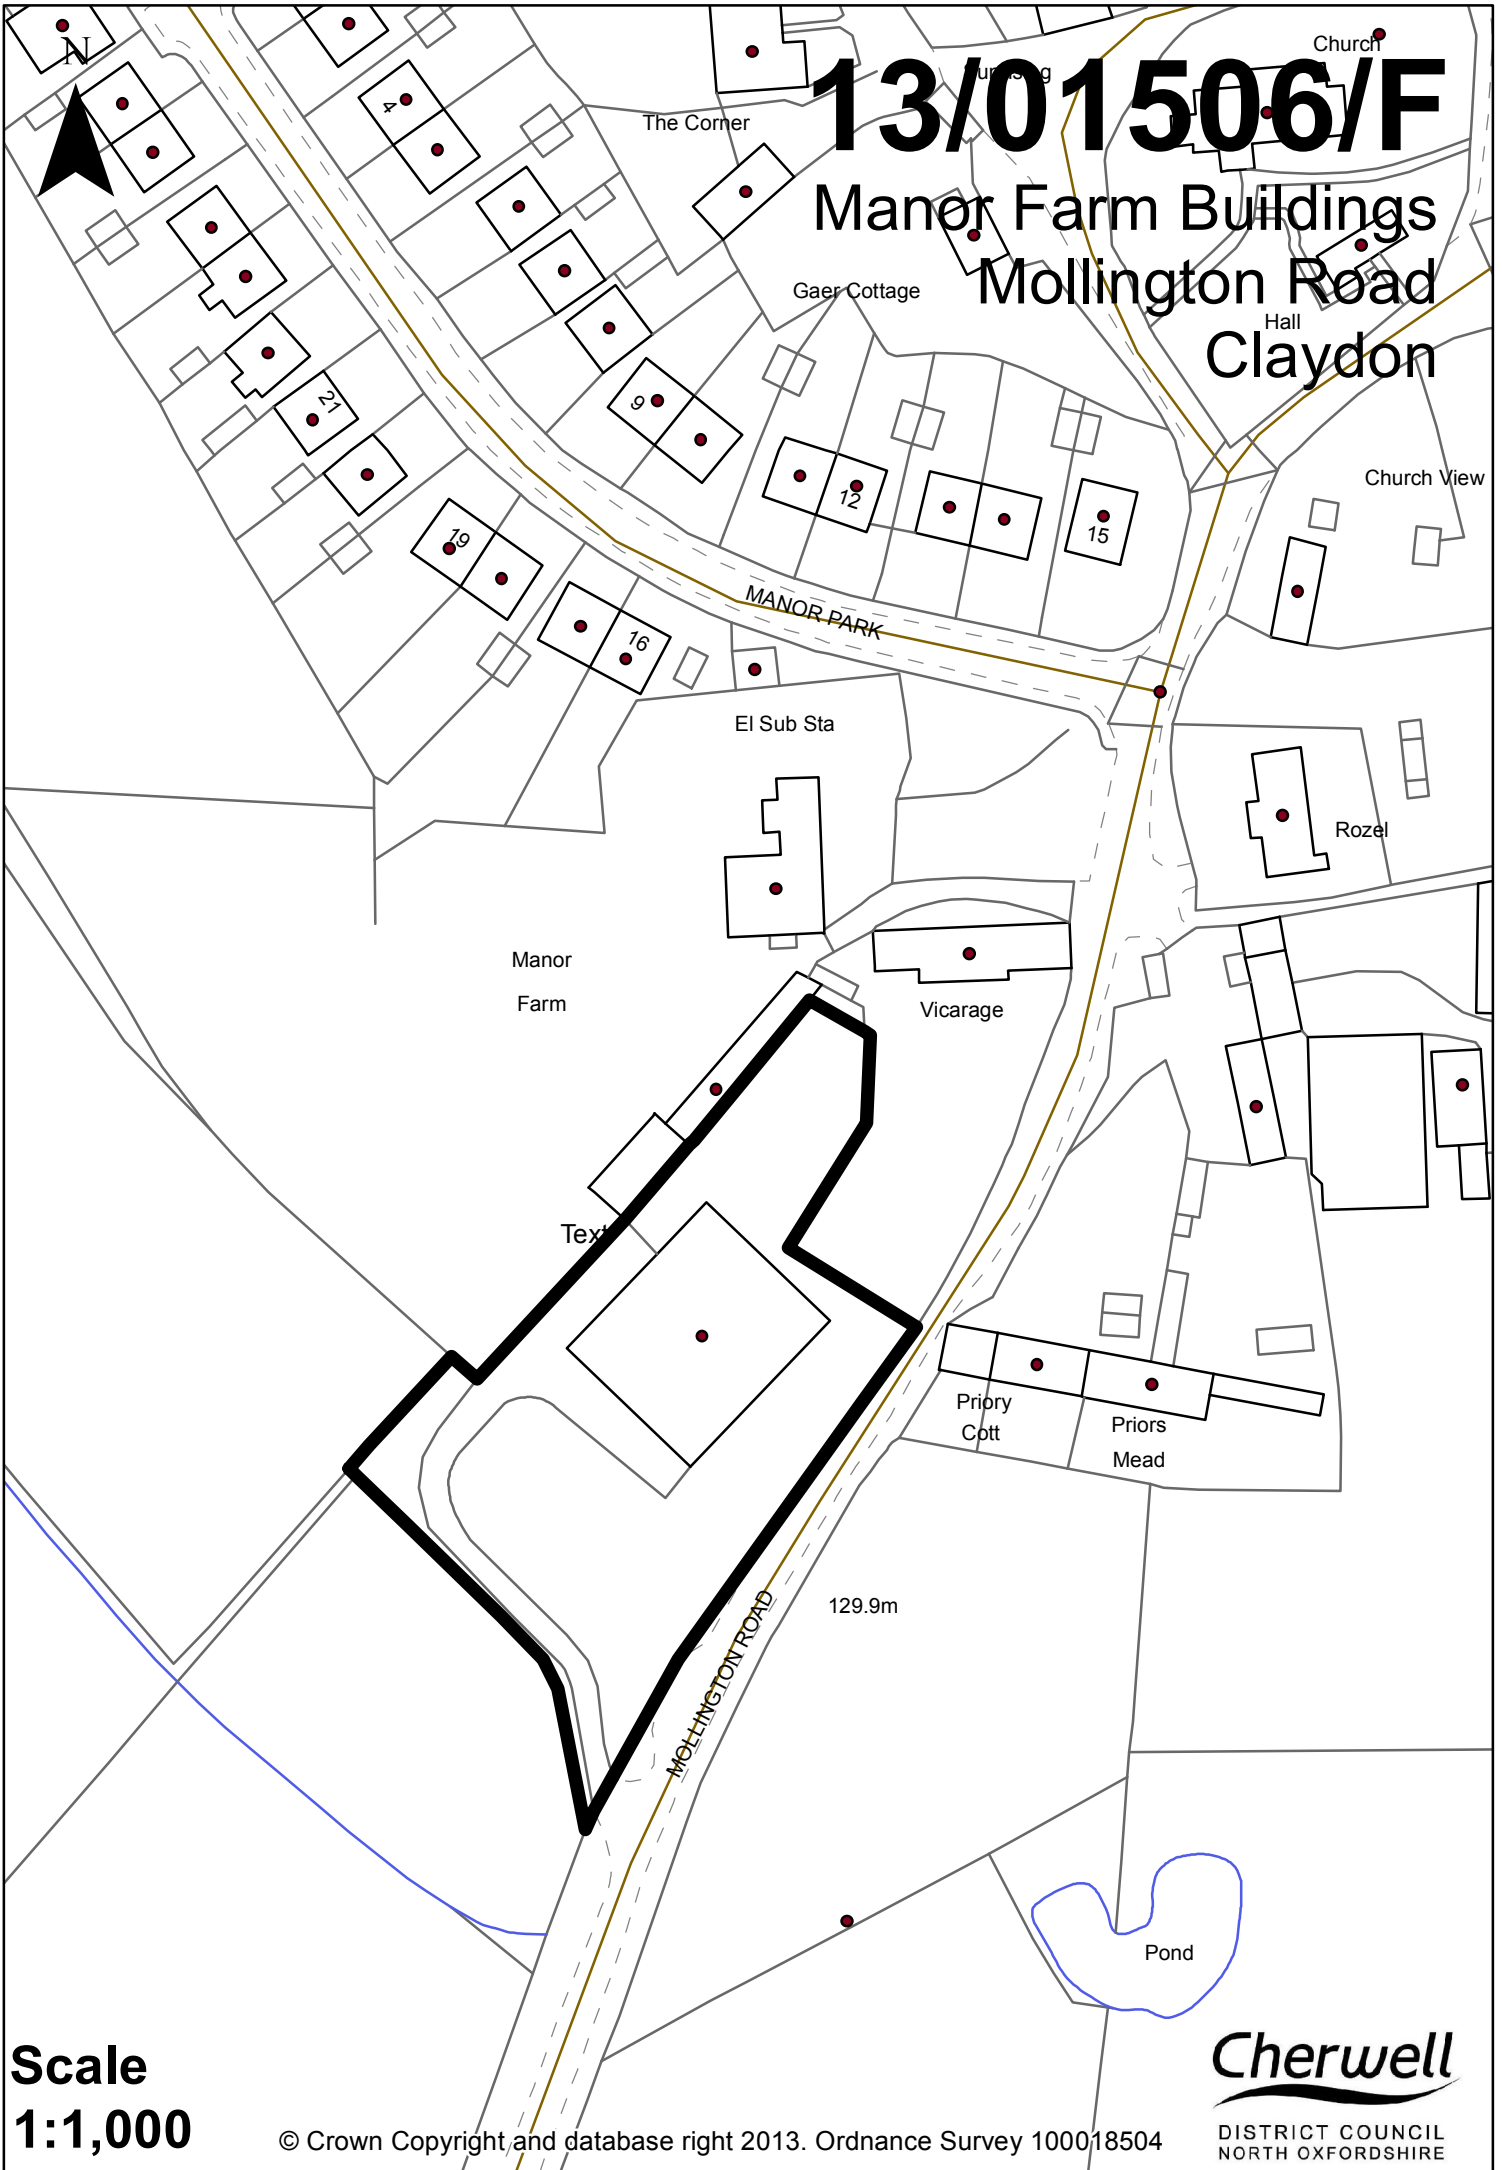 N
13/01506/F
Manor Farm Buildings
Mollington Road
Claydon
Church
The Corner
4
Gaer Cottage
Hall
21
9
12
15
Church View
19
16
MANOR PARK
El Sub Sta
Rozel
Manor
Farm
Vicarage
Text
Priory
Cott
Priors
Mead
129.9m
MOLLINGTON ROAD
Pond
Scale
1:1,000
© Crown Copyright and database right 2013. Ordnance Survey 100018504
Cherwell
DISTRICT COUNCIL
NORTH OXFORDSHIRE